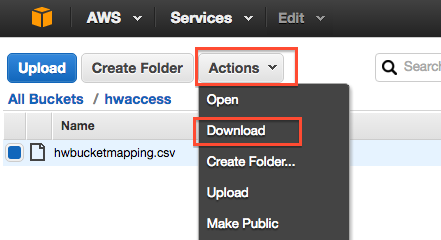 AWS Services Edit
Upload Create Folder Actions Search
All Buckets / hwaccess
Name
hwbucketmapping.csv
Open
Download
Create Folder...
Upload
Make Public